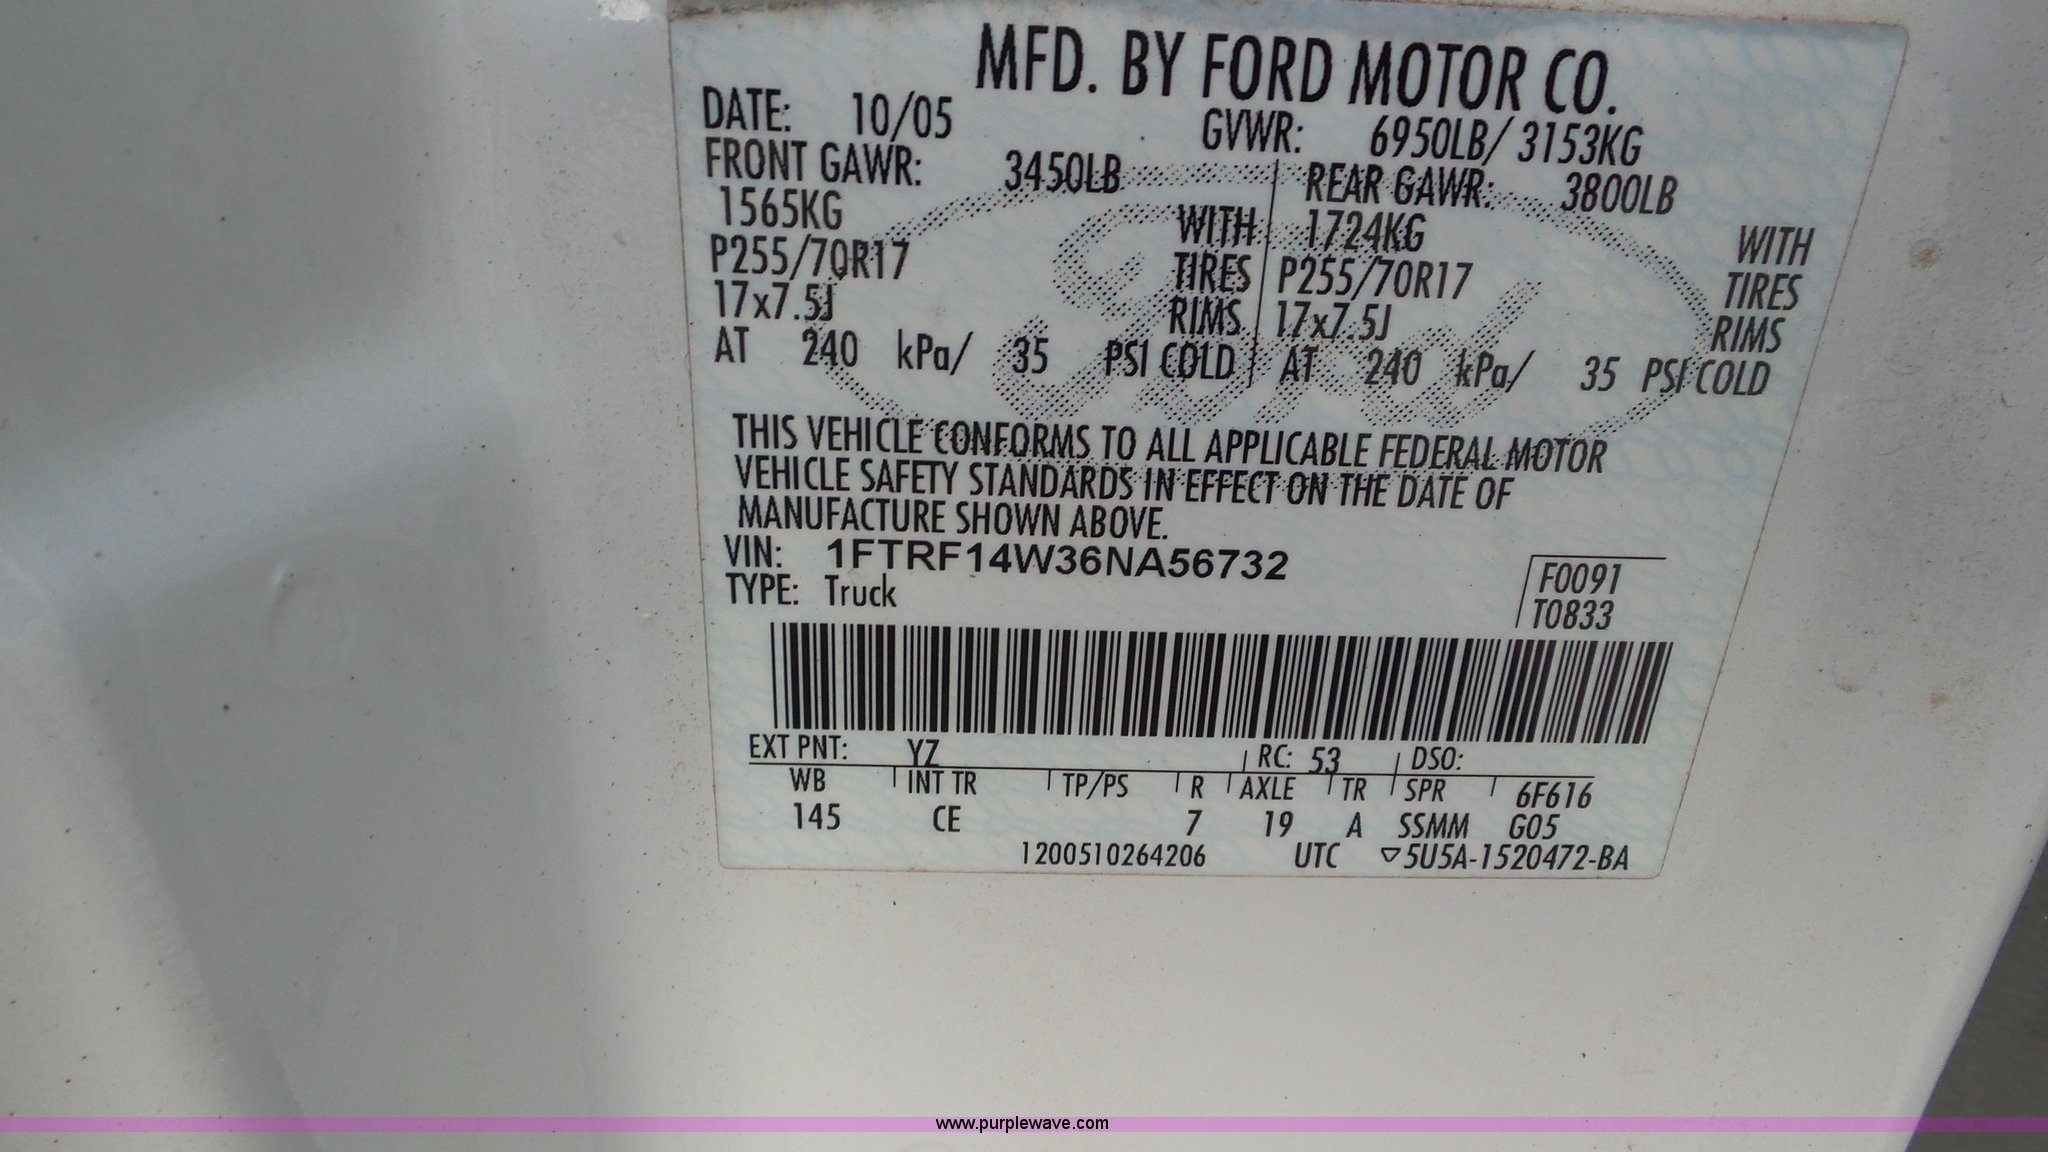 MFD. BY FORD MOTOR CO.
DATE: 10/05 GVWR: 6950LB/ 3153KG
FRONT GAWR: 3450LB REAR GAWR: 3800LB
1565KG WITH 1724KG WITH
P255/70R17 TIRES P255/70R17 TIRES
17x7.5J RIMS 17x7.5J RIMS
AT 240 kPa/ 35 PSI COLD AT 240 kPa/ 35 PSI COLD
THIS VEHICLE CONFORMS TO ALL APPLICABLE FEDERAL MOTOR
VEHICLE SAFETY STANDARDS IN EFFECT ON THE DATE OF
MANUFACTURE SHOWN ABOVE.
VIN: 1FTRF14W36NA56732
TYPE: Truck
F0091
T0833
EXT PNT: YZ RC: 53 DSO:
WB INT TR TP/PS R AXLE TR SPR 6F616
145 CE 7 19 A SSMM G05
1200510264206 UTC ▽5U5A-1520472-BA
Ford
www.purplewave.com